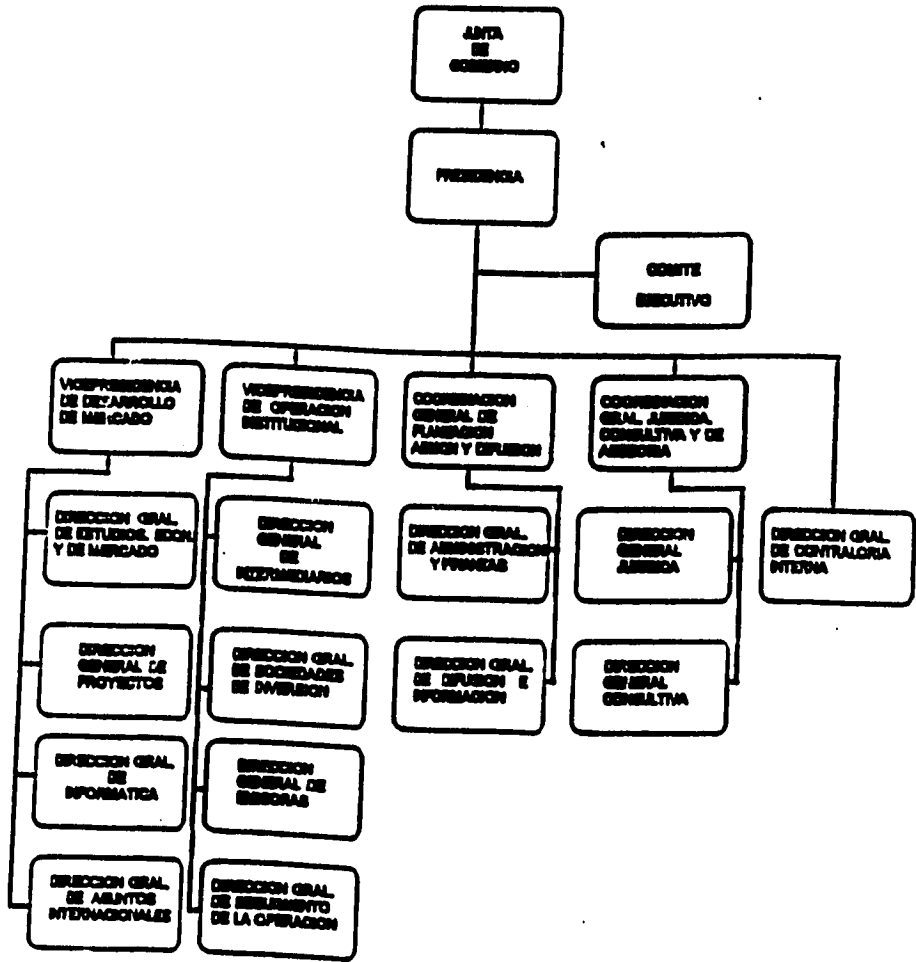 JUNTA
DE
GOBIERNO
PRESIDENCIA
COMITE
EJECUTIVO
VICEPRESIDENCIA
DE DESARROLLO
DE MERCADO
VICEPRESIDENCIA
DE OPERACION
INSTITUCIONAL
COORDINACION
GENERAL DE
PLANEACION
ADMON Y DIFUSION
COORDINACION
GRAL. JURIDICA,
CONSULTIVA Y DE
ASESORIA
DIRECCION GRAL.
DE ESTUDIOS. ECON.
Y DE MERCADO
DIRECCION
GENERAL
DE
INTERMEDIARIOS
DIRECCION GRAL.
DE ADMINISTRACION
Y FINANZAS
DIRECCION
GENERAL
JURIDICA
DIRECCION GRAL.
DE CONTRALORIA
INTERNA
DIRECCION
GENERAL DE
PROYECTOS
DIRECCION GRAL.
DE SOCIEDADES
DE INVERSION
DIRECCION GRAL.
DE DIFUSION E
INFORMACION
DIRECCION
GENERAL
CONSULTIVA
DIRECCION GRAL.
DE
INFORMATICA
DIRECCION
GENERAL DE
EMISORAS
DIRECCION GRAL.
DE ASUNTOS
INTERNACIONALES
DIRECCION GRAL.
DE SEGUIMIENTO
DE LA OPERACION